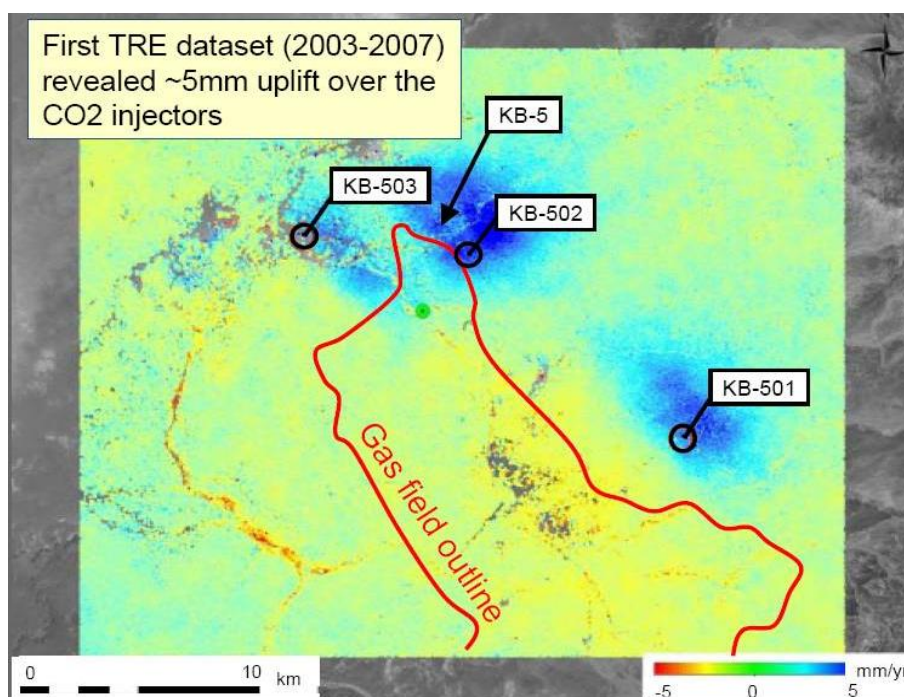 First TRE dataset (2003-2007)
revealed ~5mm uplift over the
CO2 injectors
KB-5
KB-503
KB-502
KB-501
Gas field outline
0 10
km
mm/yr
-5 0 5